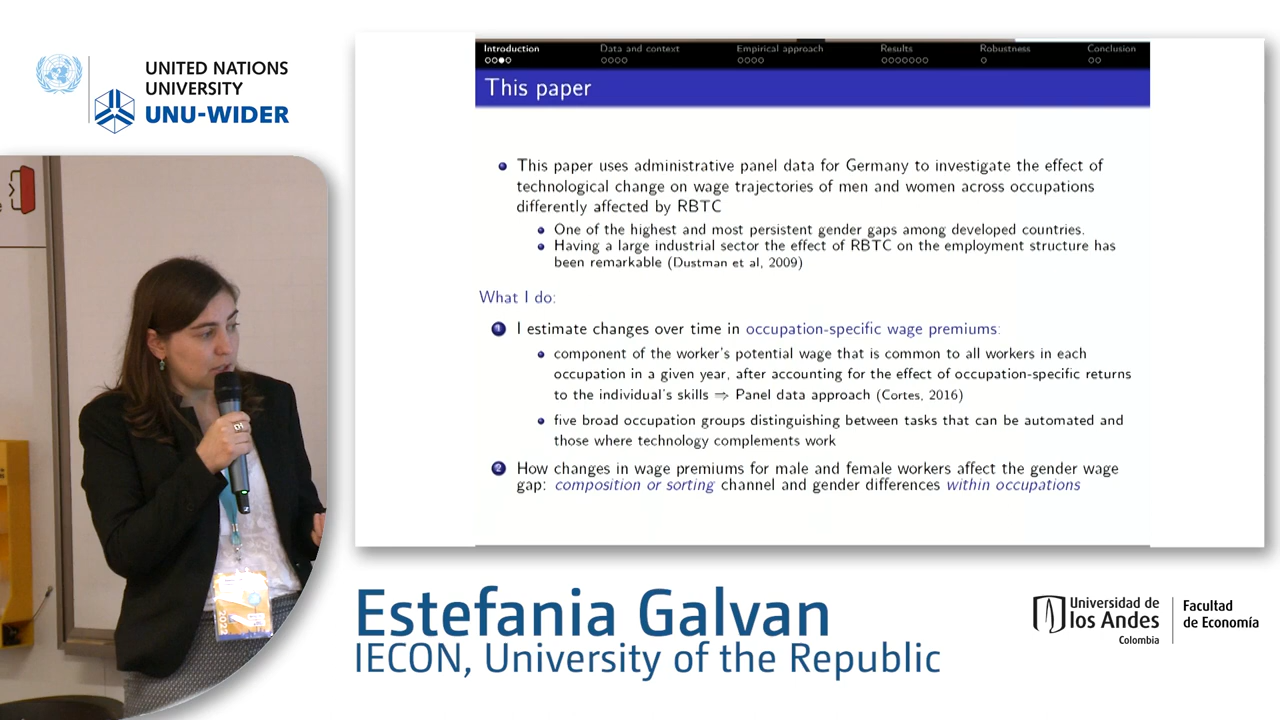 UNITED NATIONS
UNIVERSITY
UNU-WIDER
Introduction
Data and context
Empirical approach
Results
Robustness
Conclusion
This paper
This paper uses administrative panel data for Germany to investigate the effect of
technological change on wage trajectories of men and women across occupations
differently affected by RBTC
One of the highest and most persistent gender gaps among developed countries.
Having a large industrial sector the effect of RBTC on the employment structure has
been remarkable (Dustman et al, 2009)
What I do:
1 I estimate changes over time in occupation-specific wage premiums:
component of the worker's potential wage that is common to all workers in each
occupation in a given year, after accounting for the effect of occupation-specific returns
to the individual's skills ⇒ Panel data approach (Cortes, 2016)
five broad occupation groups distinguishing between tasks that can be automated and
those where technology complements work
2 How changes in wage premiums for male and female workers affect the gender wage
gap: composition or sorting channel and gender differences within occupations
Estefania Galvan
IECON, University of the Republic
Universidad de
los Andes
Colombia
Facultad
de Economía